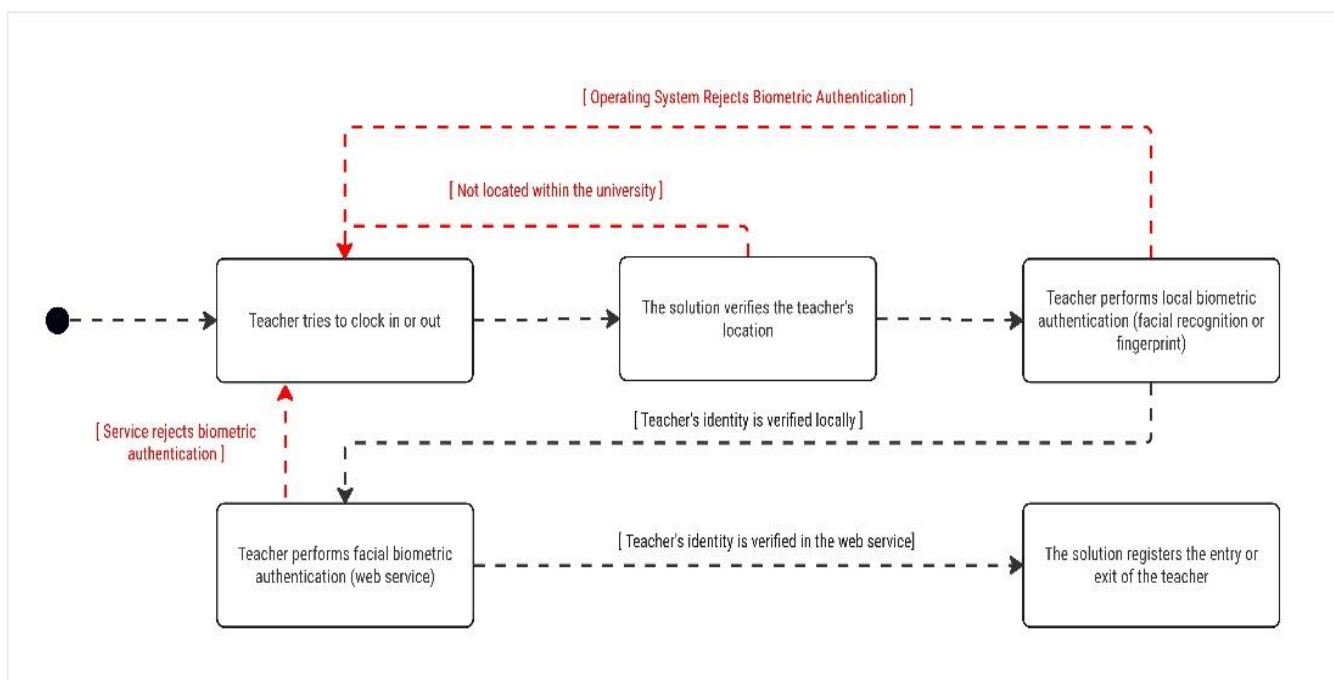 [ Operating System Rejects Biometric Authentication ]
[ Not located within the university ]
Teacher tries to clock in or out
The solution verifies the teacher's
location
Teacher performs local biometric
authentication (facial recognition or
fingerprint)
[ Teacher's identity is verified locally ]
[ Service rejects biometric
authentication ]
Teacher performs facial biometric
authentication (web service)
[ Teacher's identity is verified in the web service]
The solution registers the entry or
exit of the teacher